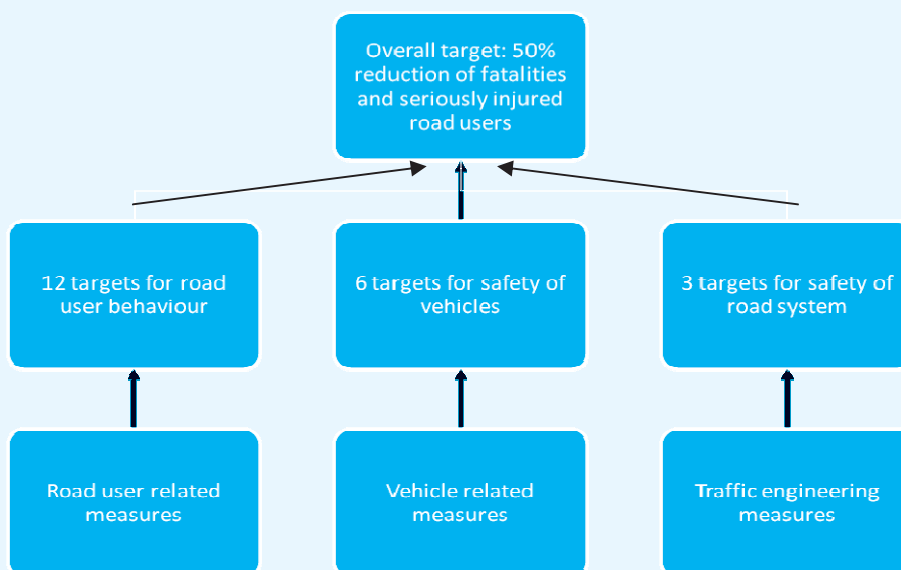 Overall target: 50%
reduction of fatalities
and seriously injured
road users
12 targets for road
user behaviour
6 targets for safety of
vehicles
3 targets for safety of
road system
Road user related
measures
Vehicle related
measures
Traffic engineering
measures